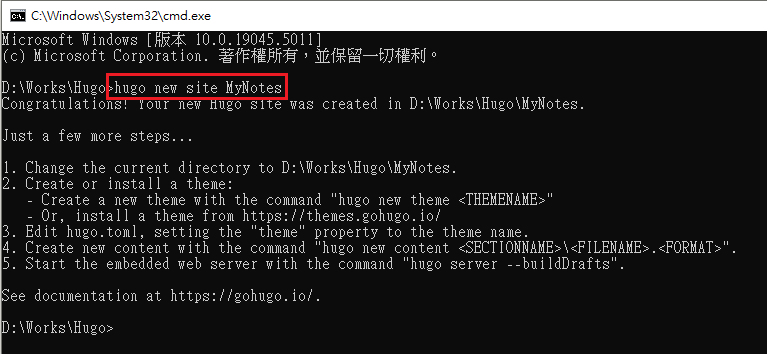 C:\Windows\System32\cmd.exe
Microsoft Windows [版本 10.0.19045.5011]
(c) Microsoft Corporation. 著作權所有，並保留一切權利。
D:\Works\Hugo>hugo new site MyNotes
Congratulations! Your new Hugo site was created in D:\Works\Hugo\MyNotes.
Just a few more steps...
1. Change the current directory to D:\Works\Hugo\MyNotes.
2. Create or install a theme:
- Create a new theme with the command "hugo new theme <THEMENAME>"
- Or, install a theme from https://themes.gohugo.io/
3. Edit hugo.toml, setting the "theme" property to the theme name.
4. Create new content with the command "hugo new content <SECTIONNAME>\<FILENAME>.<FORMAT>".
5. Start the embedded web server with the command "hugo server --buildDrafts".
See documentation at https://gohugo.io/.
D:\Works\Hugo>